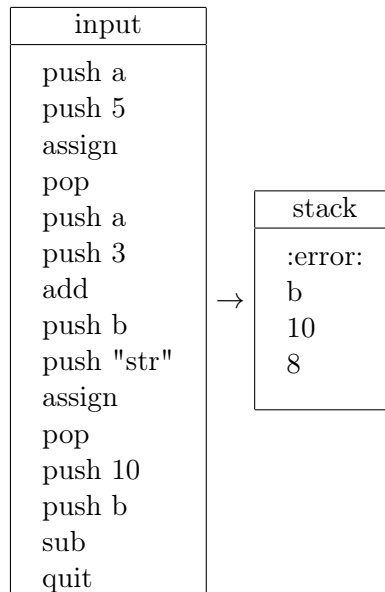 input
push a
push 5
assign
pop
push a
push 3
add
push b
push "str"
assign
pop
push 10
push b
sub
quit
→
stack
:error:
b
10
8